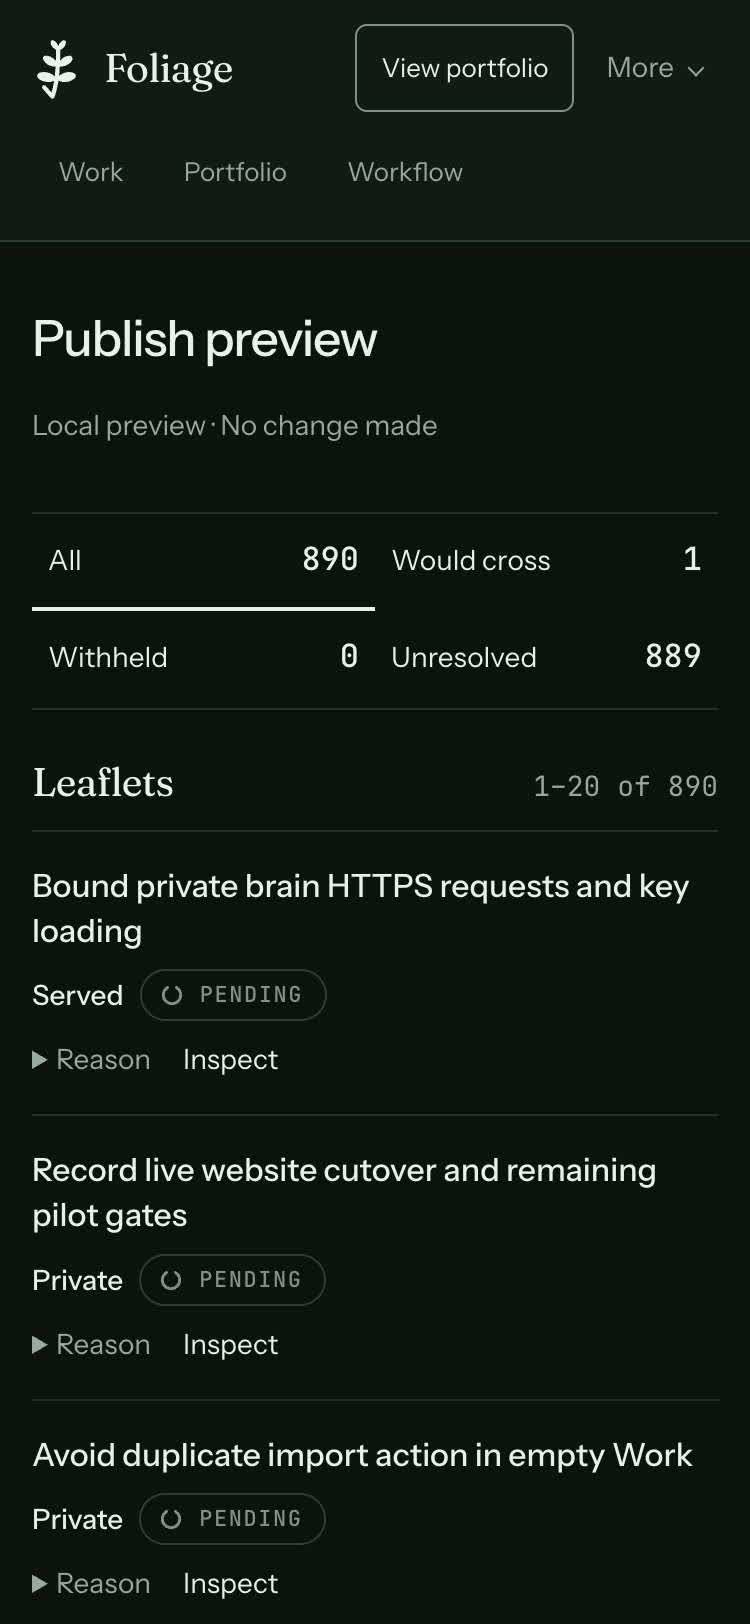 Foliage
View portfolio
More
Work
Portfolio
Workflow
Publish preview
Local preview · No change made
All 890
Would cross 1
Withheld 0
Unresolved 889
Leaflets
1–20 of 890
Bound private brain HTTPS requests and key
loading
Served
PENDING
Reason
Inspect
Record live website cutover and remaining
pilot gates
Private
PENDING
Reason
Inspect
Avoid duplicate import action in empty Work
Private
PENDING
Reason
Inspect